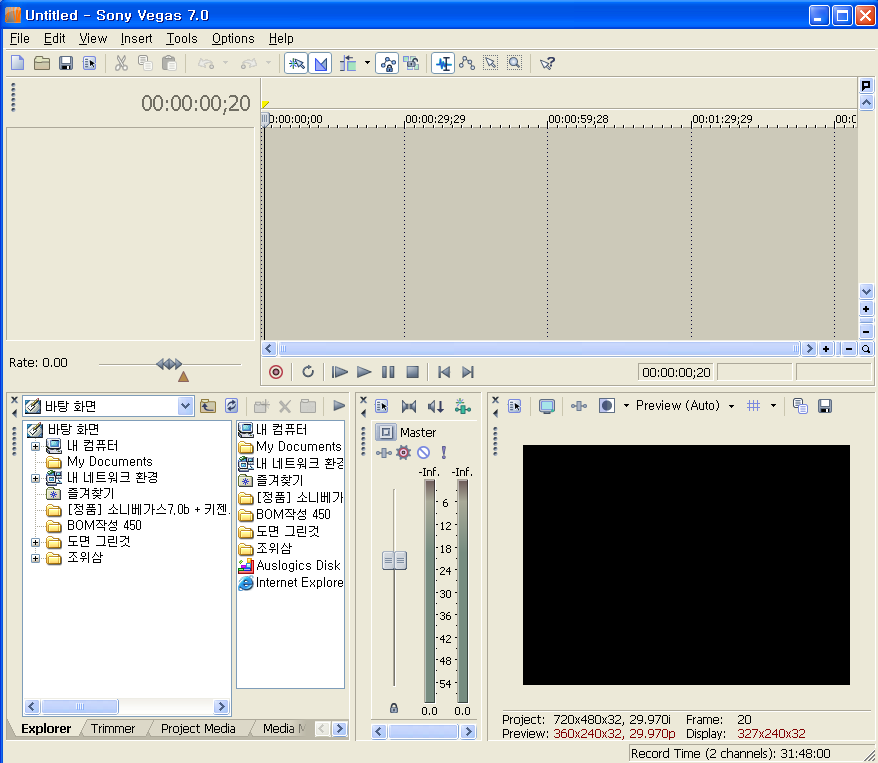 Untitled - Sony Vegas 7.0
File Edit View Insert Tools Options Help
00:00:00;20
0:00:00;00 00:00:29;29 00:00:59;28 00:01:29;29 00:0
Rate: 0.00
00:00:00;20
바탕 화면
바탕 화면
내 컴퓨터
My Documents
내 네트워크 환경
즐겨찾기
[정품] 소니베가스7,0b + 키젠.
BOM작성 450
도면 그린것
조위삼
내 컴퓨터
My Documents
내 네트워크 환경
즐겨찾기
[정품] 소니베가
BOM작성 450
도면 그린것
조위삼
Auslogics Disk
Internet Explore
Explorer Trimmer Project Media Media M
Master
-Inf. -Inf.
6
12
18
24
30
36
42
48
54
0.0 0.0
Preview (Auto)
Project: 720x480x32, 29.970i Frame: 20
Preview: 360x240x32, 29.970p Display: 327x240x32
Record Time (2 channels): 31:48:00